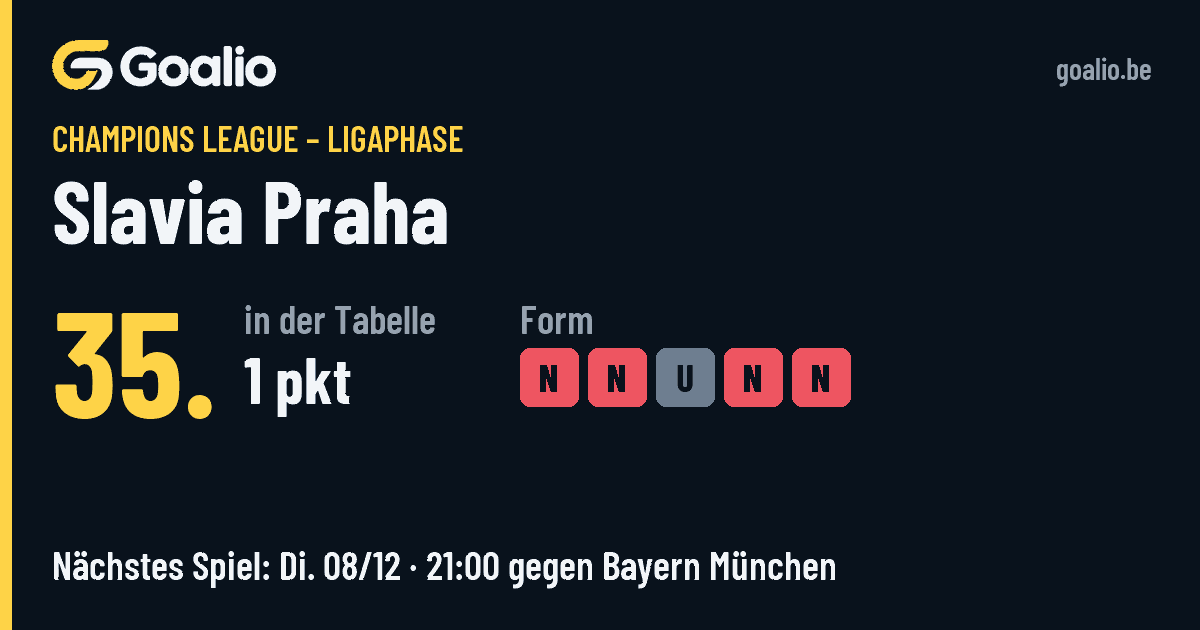 Goalio
goalio.be
CHAMPIONS LEAGUE – LIGAPHASE
Slavia Praha
35.
in der Tabelle
1 pkt
Form
N N U N N
Nächstes Spiel: Di. 08/12 · 21:00 gegen Bayern München